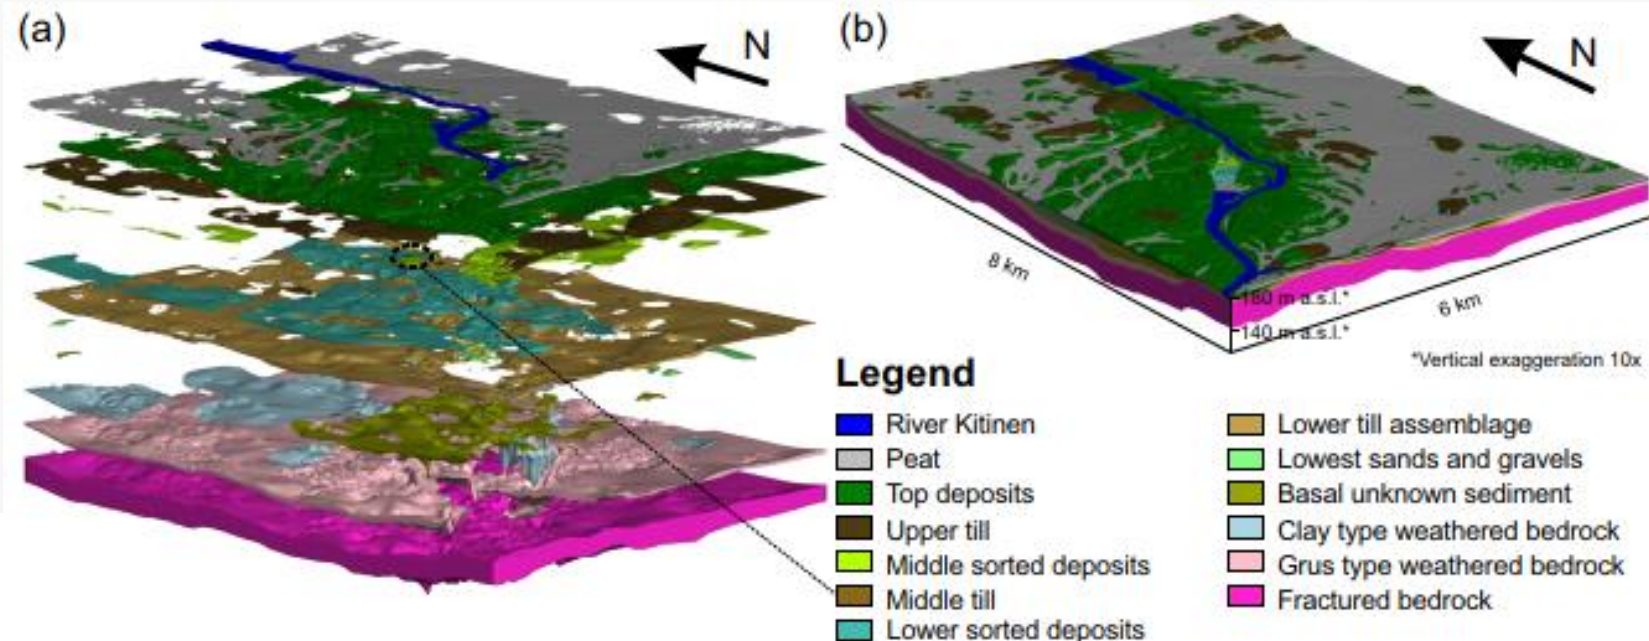 (a)
N
(b)
N
8 km
6 km
180 m a.s.l.*
140 m a.s.l.*
*Vertical exaggeration 10x
Legend
River Kitinen
Peat
Top deposits
Upper till
Middle sorted deposits
Middle till
Lower sorted deposits
Lower till assemblage
Lowest sands and gravels
Basal unknown sediment
Clay type weathered bedrock
Grus type weathered bedrock
Fractured bedrock